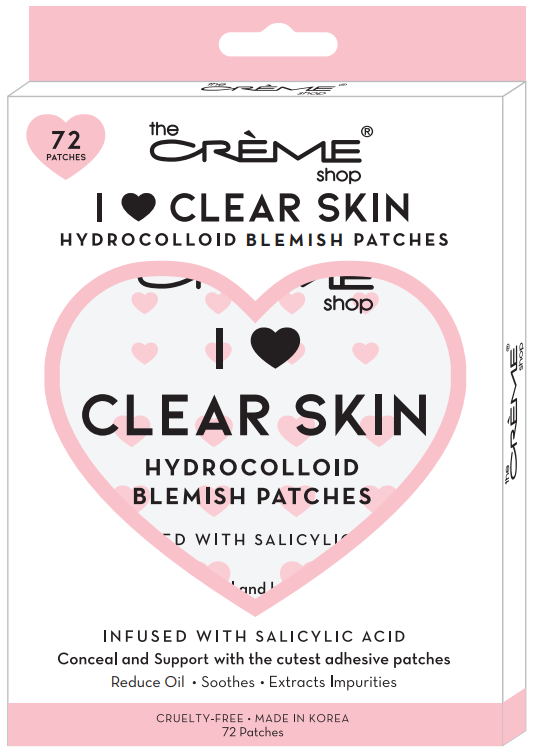 the
CRÈME®
shop
72
PATCHES
the
CRÈME®
shop
I ♥ CLEAR SKIN
HYDROCOLLOID BLEMISH PATCHES
shop
I ♥
CLEAR SKIN
HYDROCOLLOID
BLEMISH PATCHES
WITH SALICYLIC
and
the
CRÈME®
shop
INFUSED WITH SALICYLIC ACID
Conceal and Support with the cutest adhesive patches
Reduce Oil • Soothes • Extracts Impurities
CRUELTY-FREE • MADE IN KOREA
72 Patches